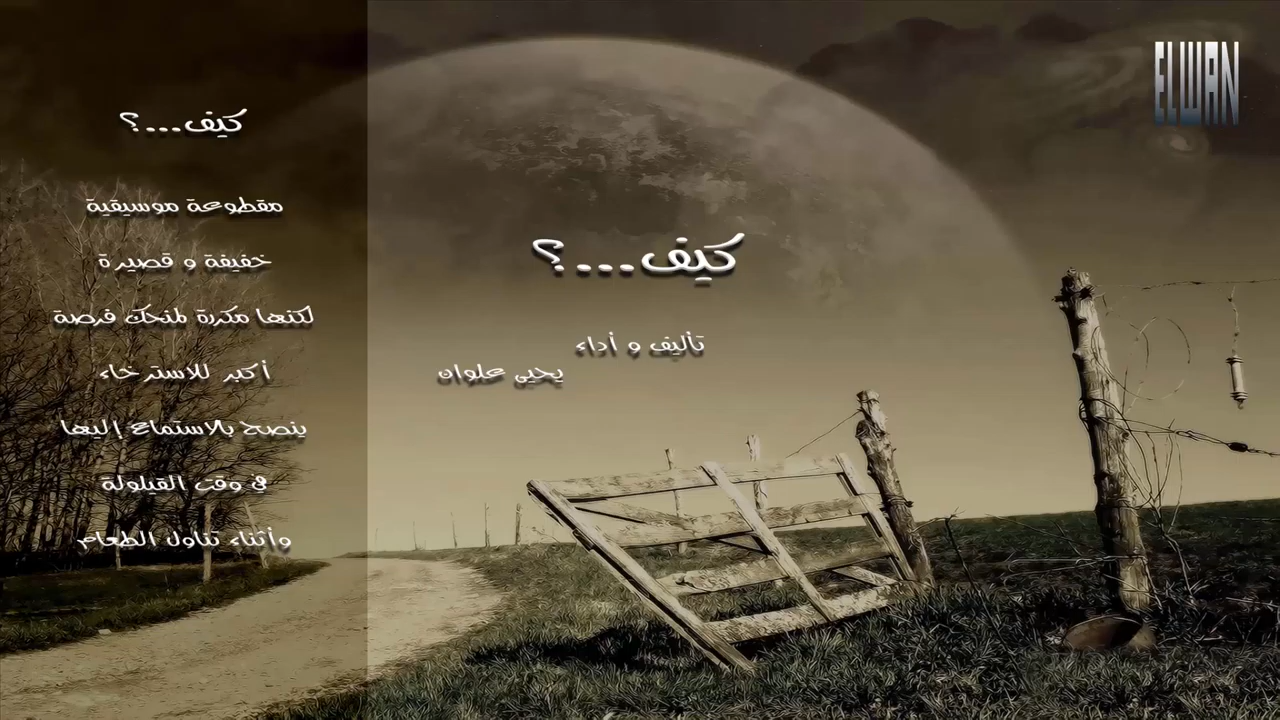 ELWAN
كيف...؟
تأليف و أداء
يحيى علوان
كيف...؟
مقطوعة موسيقية
خفيفة و قصيرة
لكنها مكررة لمنحك فرصة
أكبر للاسترخاء
ينصح بالاستماع إليها
في وقت القيلولة
وأثناء تناول الطعام